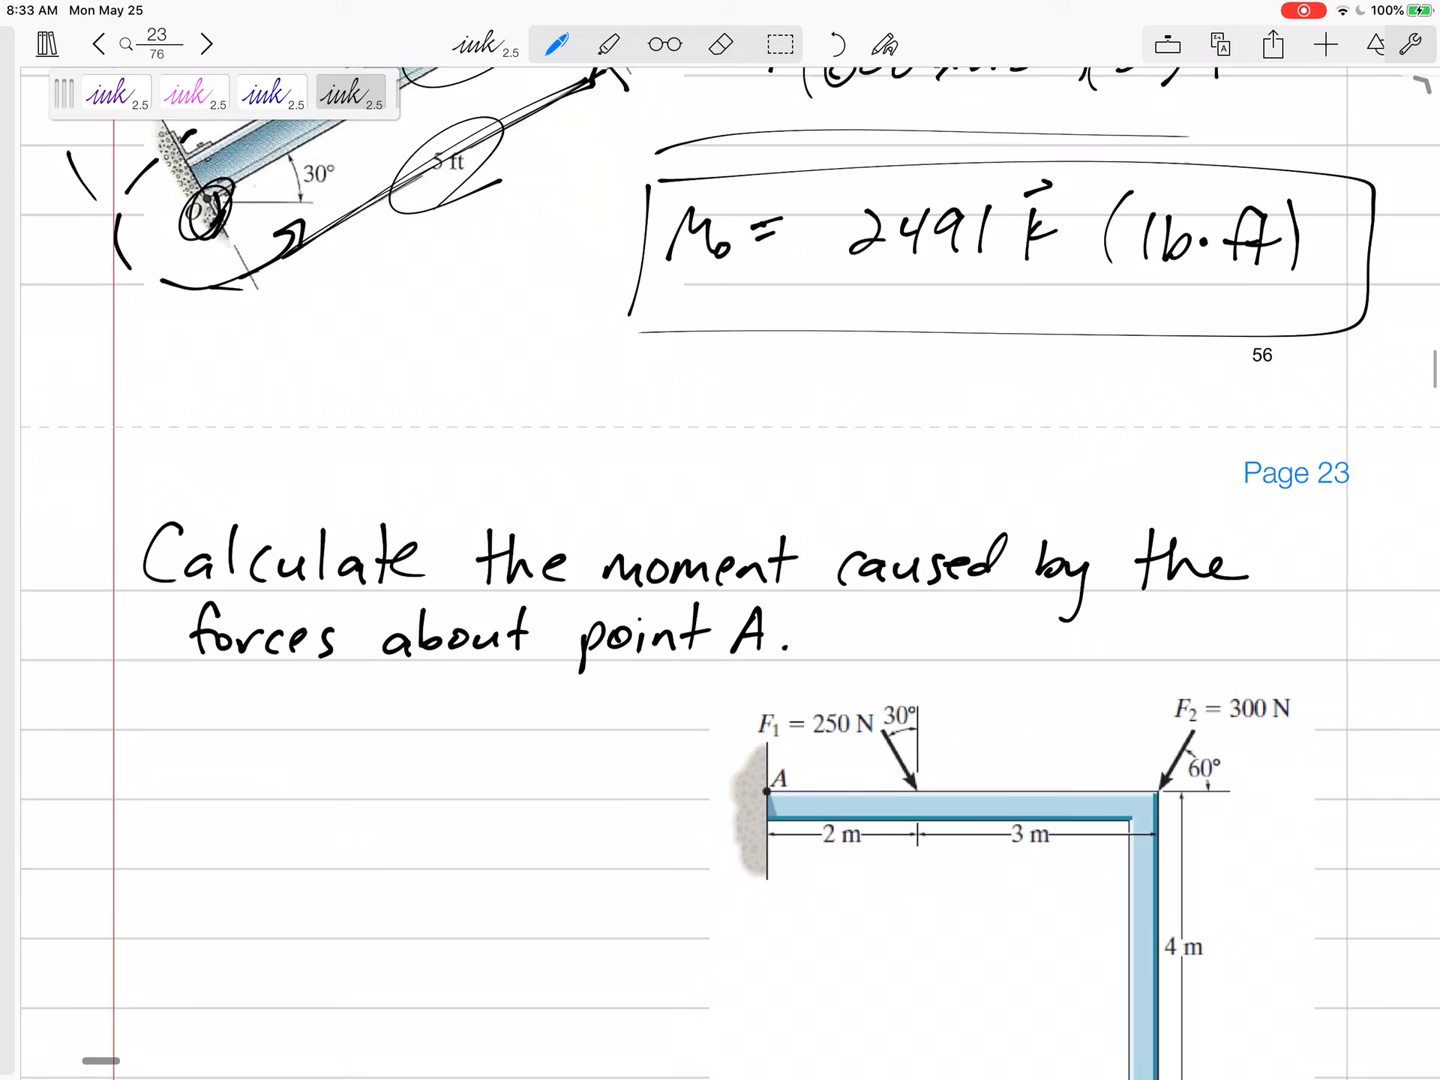 8:33 AM Mon May 25
100%
23
76
ink 2.5
ink 2.5
ink 2.5
ink 2.5
ink 2.5
30°
5 ft
O
M₀ = 2491 k⃗ (lb·ft)
56
Page 23
Calculate the moment caused by the
forces about point A.
F₁ = 250 N 30°
F₂ = 300 N
60°
A
2 m
3 m
4 m